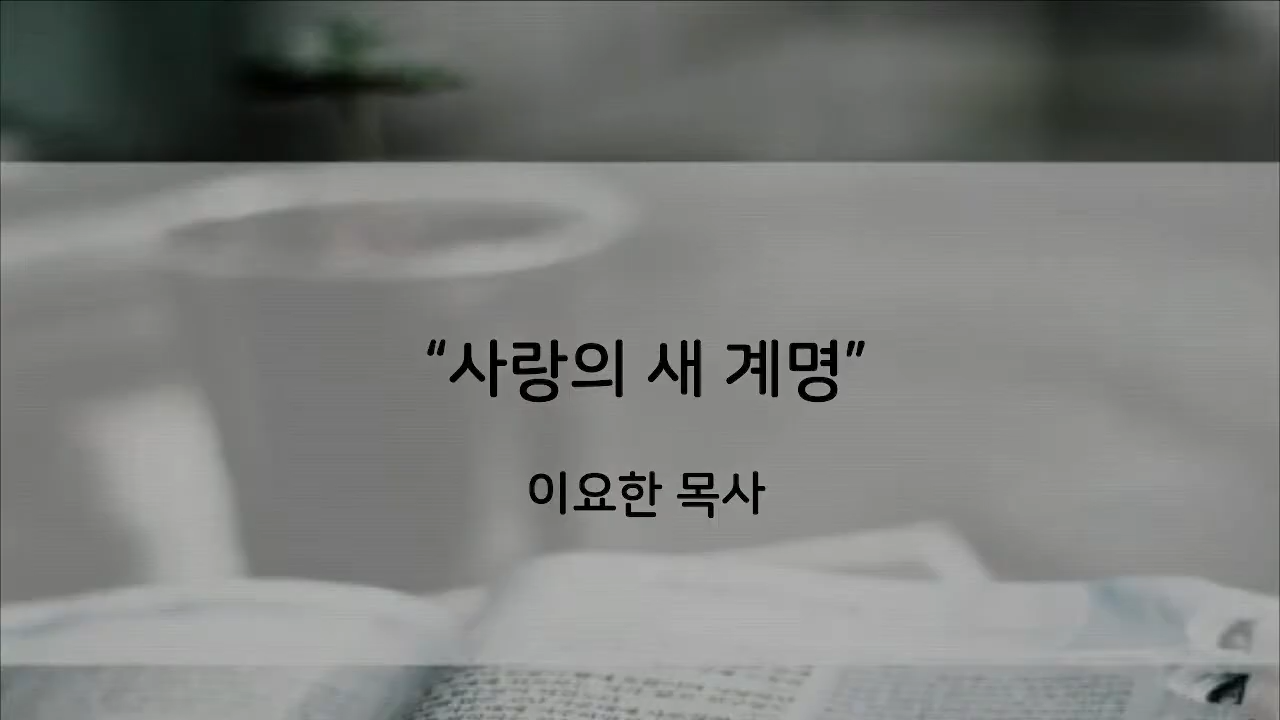 “사랑의 새 계명”
이요한 목사